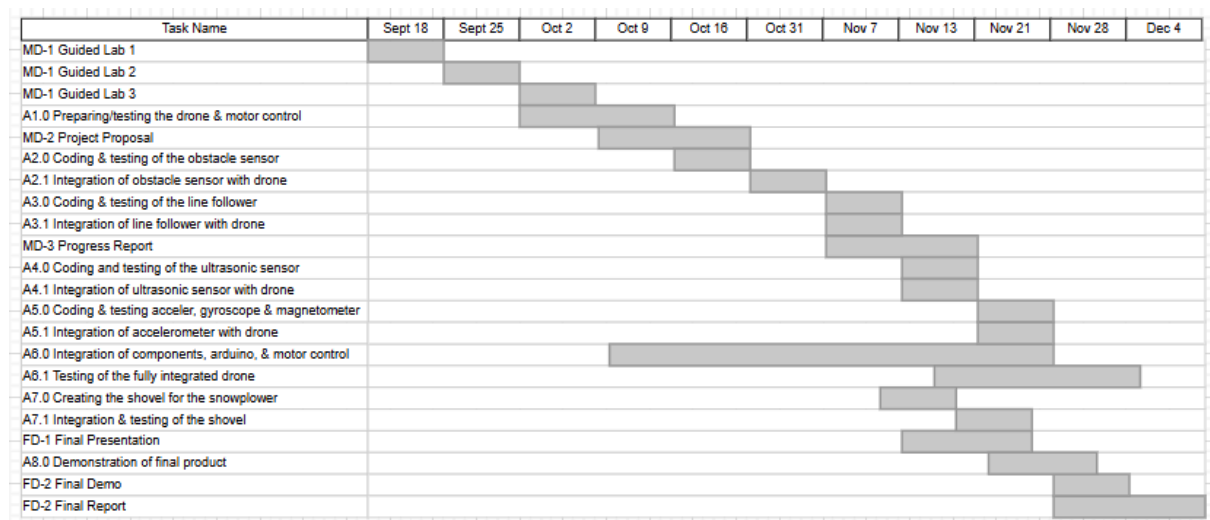 Task Name Sept 18 Sept 25 Oct 2 Oct 9 Oct 16 Oct 31 Nov 7 Nov 13 Nov 21 Nov 28 Dec 4
MD-1 Guided Lab 1
MD-1 Guided Lab 2
MD-1 Guided Lab 3
A1.0 Preparing/testing the drone & motor control
MD-2 Project Proposal
A2.0 Coding & testing of the obstacle sensor
A2.1 Integration of obstacle sensor with drone
A3.0 Coding & testing of the line follower
A3.1 Integration of line follower with drone
MD-3 Progress Report
A4.0 Coding and testing of the ultrasonic sensor
A4.1 Integration of ultrasonic sensor with drone
A5.0 Coding & testing acceler, gyroscope & magnetometer
A5.1 Integration of accelerometer with drone
A6.0 Integration of components, arduino, & motor control
A6.1 Testing of the fully integrated drone
A7.0 Creating the shovel for the snowplower
A7.1 Integration & testing of the shovel
FD-1 Final Presentation
A8.0 Demonstration of final product
FD-2 Final Demo
FD-2 Final Report